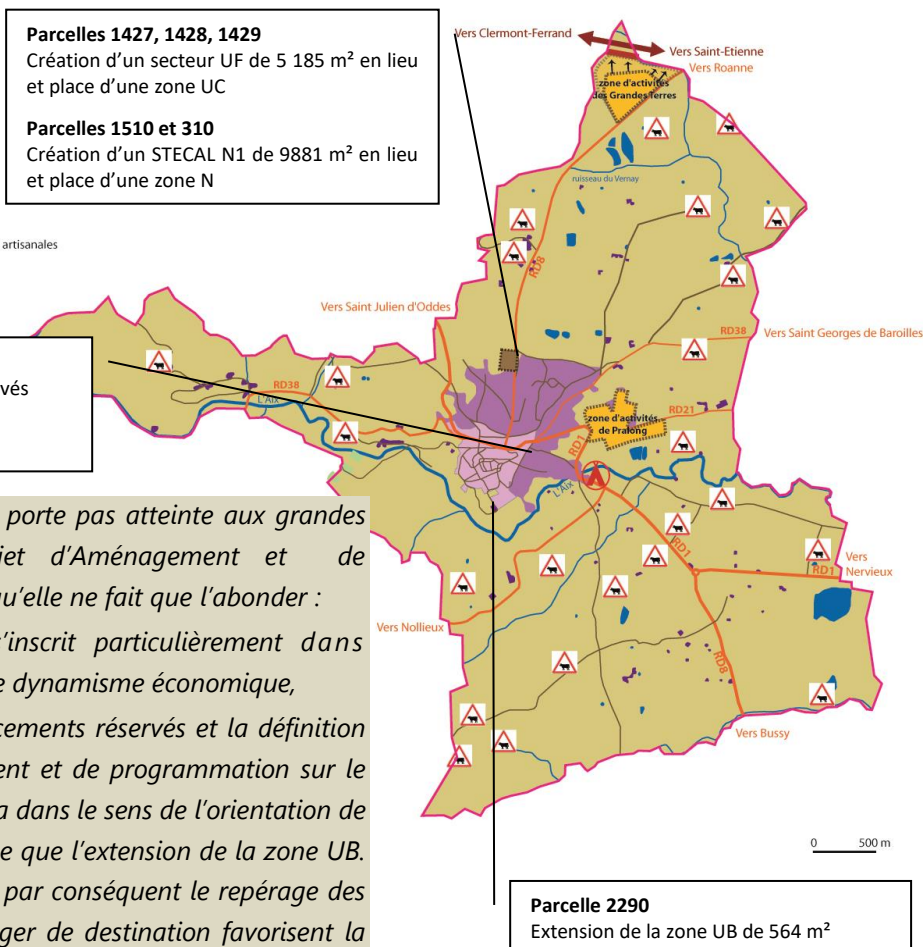 Parcelles 1427, 1428, 1429
Création d'un secteur UF de 5 185 m² en lieu
et place d'une zone UC
Parcelles 1510 et 310
Création d'un STECAL N1 de 9881 m² en lieu
et place d'une zone N
Vers Clermont-Ferrand
Vers Saint-Etienne
Vers Roanne
zone d'activités
des Grandes Terres
ruisseau du Vernay
artisanales
RD8
Vers Saint Julien d'Oddes
RD38
Vers Saint Georges de Baroilles
vés
RD38
L'Aix
zone d'activités
de Pralong
RD21
RD1
L'Aix
porte pas atteinte aux grandes
jet d'Aménagement et de
qu'elle ne fait que l'abonder :
s'inscrit particulièrement dans
e dynamisme économique,
cements réservés et la définition
ent et de programmation sur le
a dans le sens de l'orientation de
e que l'extension de la zone UB.
par conséquent le repérage des
ger de destination favorisent la
RD1
RD1
Vers
Nervieux
Vers Nollieux
RD8
Vers Bussy
0 500 m
Parcelle 2290
Extension de la zone UB de 564 m²